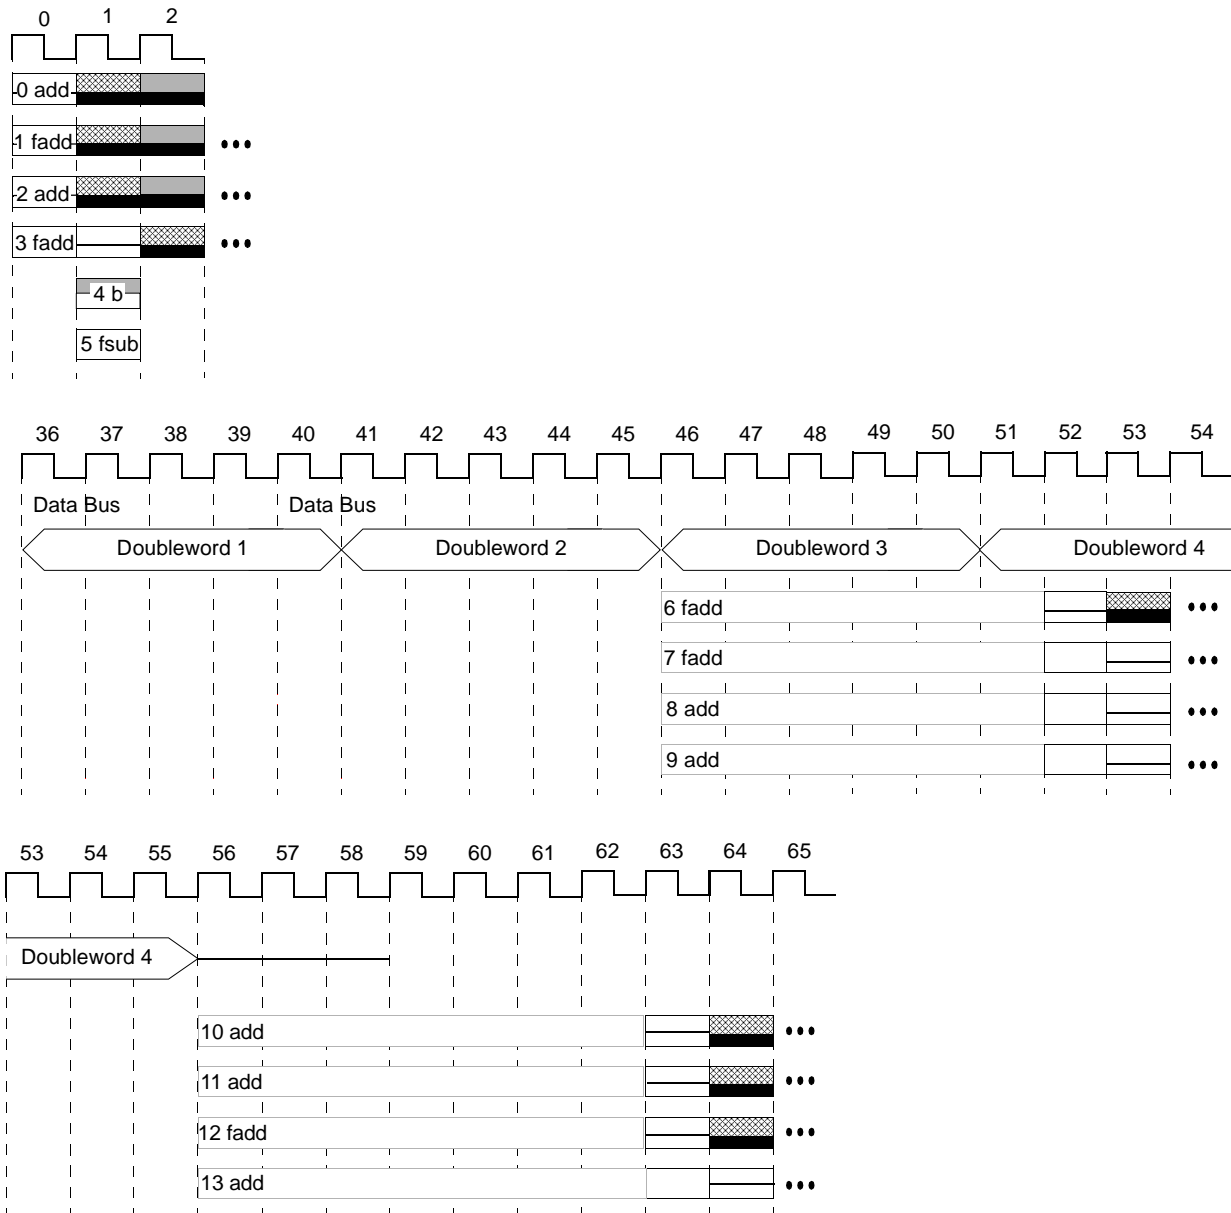 0 1 2
0 add
1 fadd
2 add
3 fadd
4 b
5 fsub
36 37 38 39 40 41 42 43 44 45 46 47 48 49 50 51 52 53 54
Data Bus Data Bus
Doubleword 1 Doubleword 2 Doubleword 3 Doubleword 4
6 fadd
7 fadd
8 add
9 add
53 54 55 56 57 58 59 60 61 62 63 64 65
Doubleword 4
10 add
11 add
12 fadd
13 add